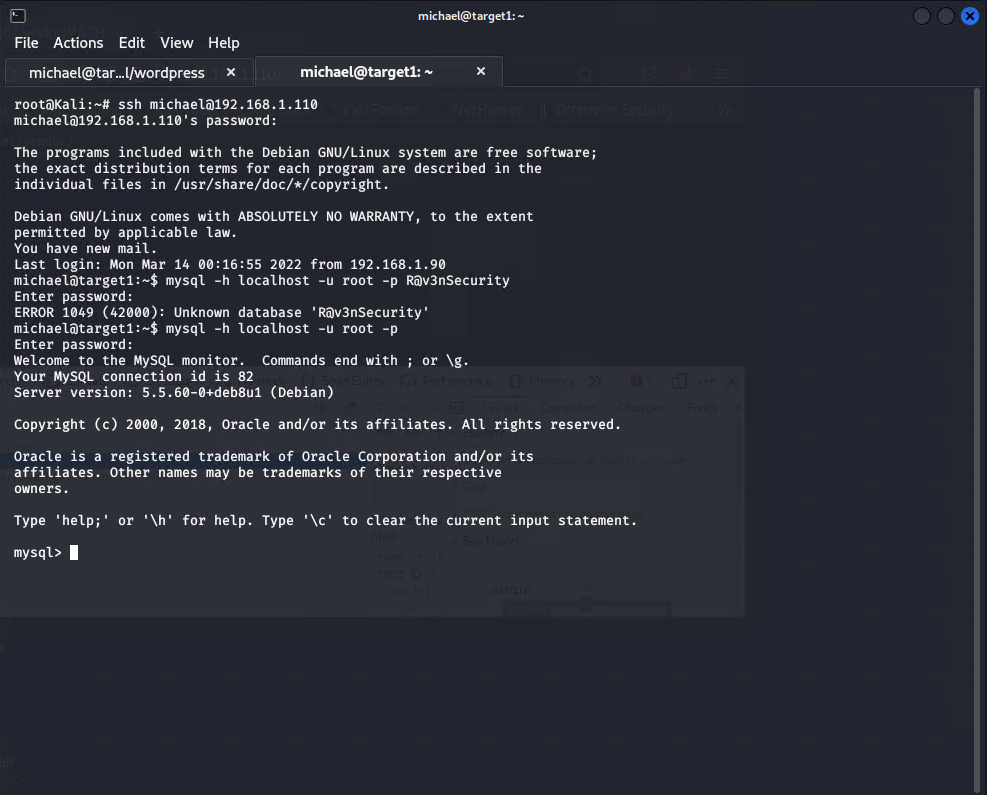 michael@target1: ~
File Actions Edit View Help
michael@tar...l/wordpress × michael@target1: ~ ×
root@Kali:~# ssh michael@192.168.1.110
michael@192.168.1.110's password:
The programs included with the Debian GNU/Linux system are free software;
the exact distribution terms for each program are described in the
individual files in /usr/share/doc/*/copyright.
Debian GNU/Linux comes with ABSOLUTELY NO WARRANTY, to the extent
permitted by applicable law.
You have new mail.
Last login: Mon Mar 14 00:16:55 2022 from 192.168.1.90
michael@target1:~$ mysql -h localhost -u root -p R@v3nSecurity
Enter password:
ERROR 1049 (42000): Unknown database 'R@v3nSecurity'
michael@target1:~$ mysql -h localhost -u root -p
Enter password:
Welcome to the MySQL monitor.  Commands end with ; or \g.
Your MySQL connection id is 82
Server version: 5.5.60-0+deb8u1 (Debian)
Copyright (c) 2000, 2018, Oracle and/or its affiliates. All rights reserved.
Oracle is a registered trademark of Oracle Corporation and/or its
affiliates. Other names may be trademarks of their respective
owners.
Type 'help;' or '\h' for help. Type '\c' to clear the current input statement.
mysql>